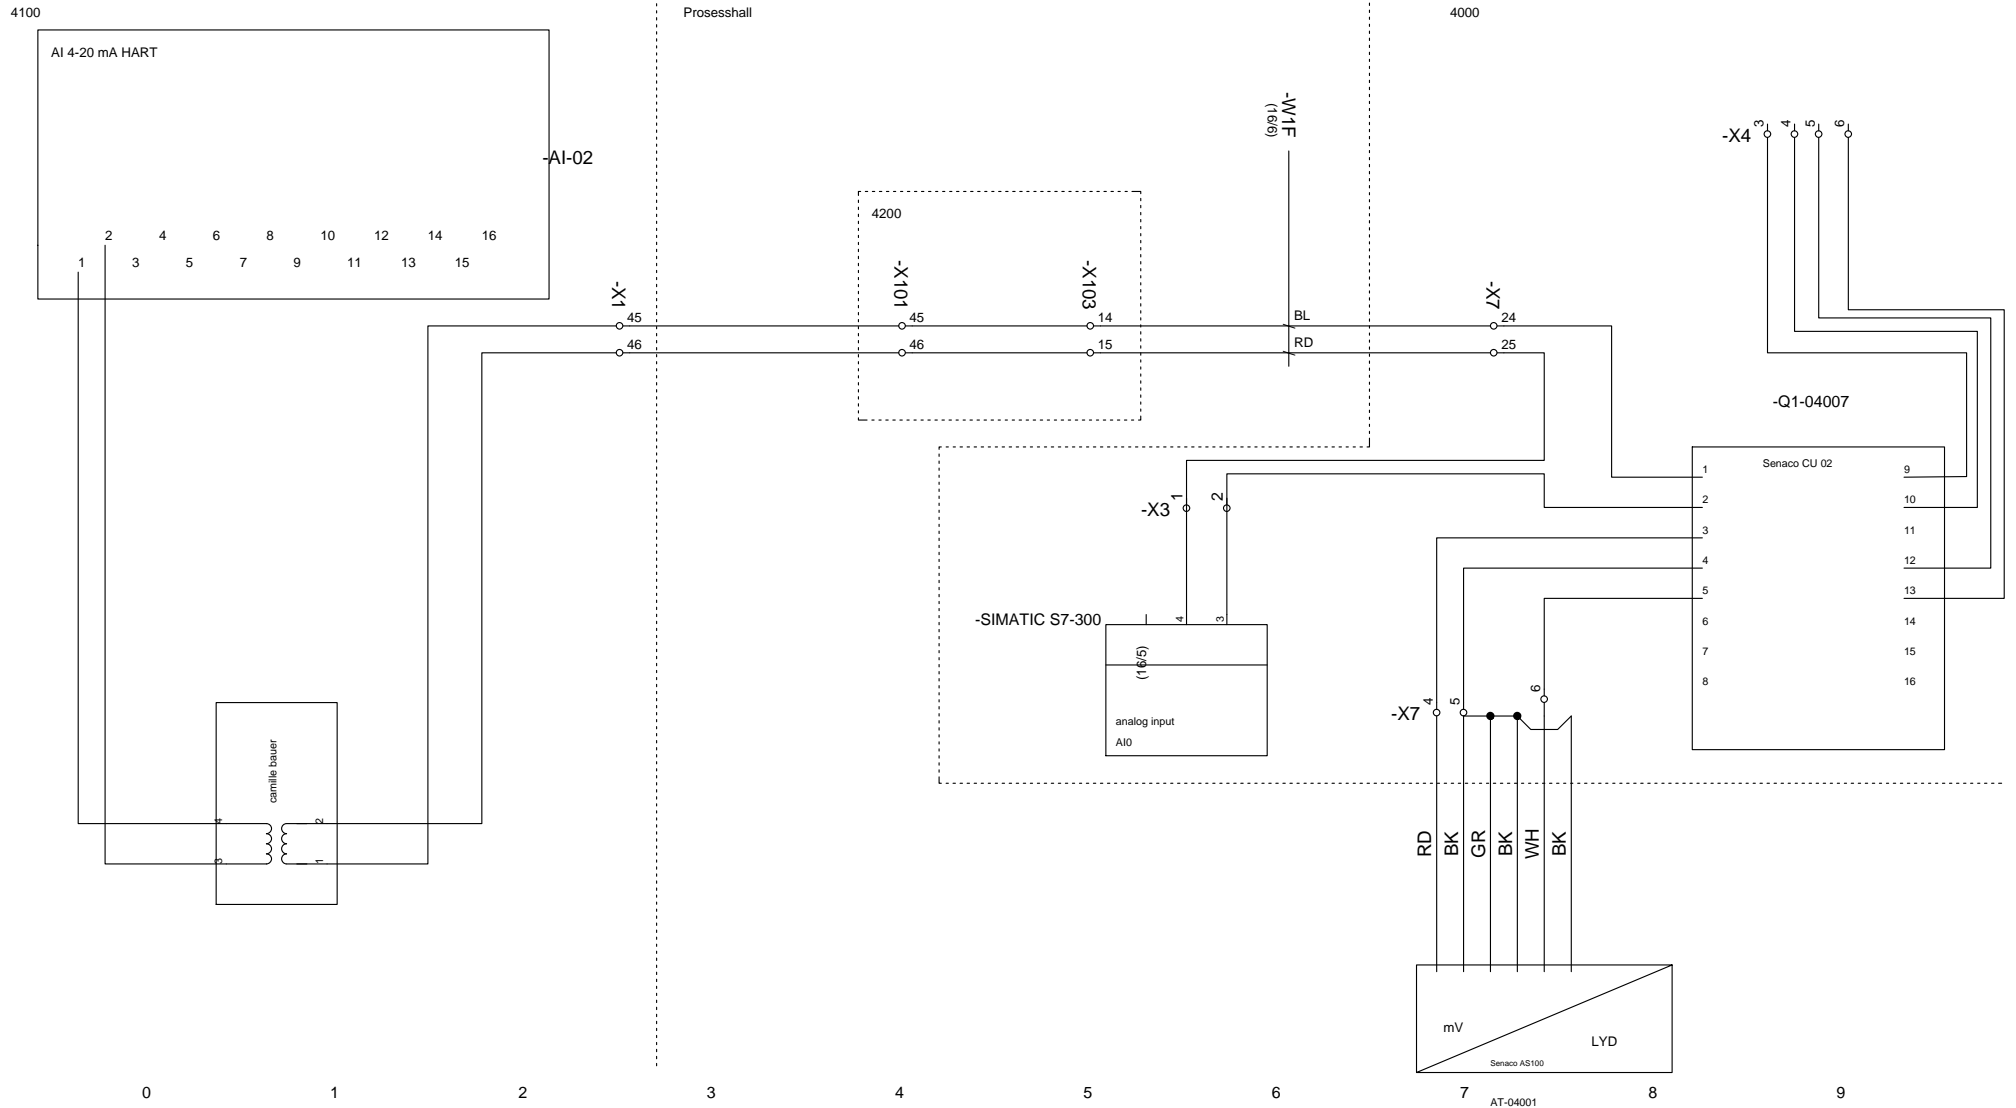 4100
Prosesshall
4000
AI 4-20 mA HART
-AI-02
2 4 6 8 10 12 14 16
1 3 5 7 9 11 13 15
-W1F
(16/6)
-X4 3 4 5 6
4200
-X1
-X101
-X103
-X7
45 45 14 BL 24
46 46 15 RD 25
-Q1-04007
Senaco CU 02
1 9
2 10
3 11
4 12
5 13
6 14
7 15
8 16
-X3 1 2
-SIMATIC S7-300
4 3
(16/5)
analog input
AI0
-X7 4 5 6
camille bauer
4 2
3 1
RD BK GR BK WH BK
mV
LYD
Senaco AS100
0 1 2 3 4 5 6 7 8 9
AT-04001